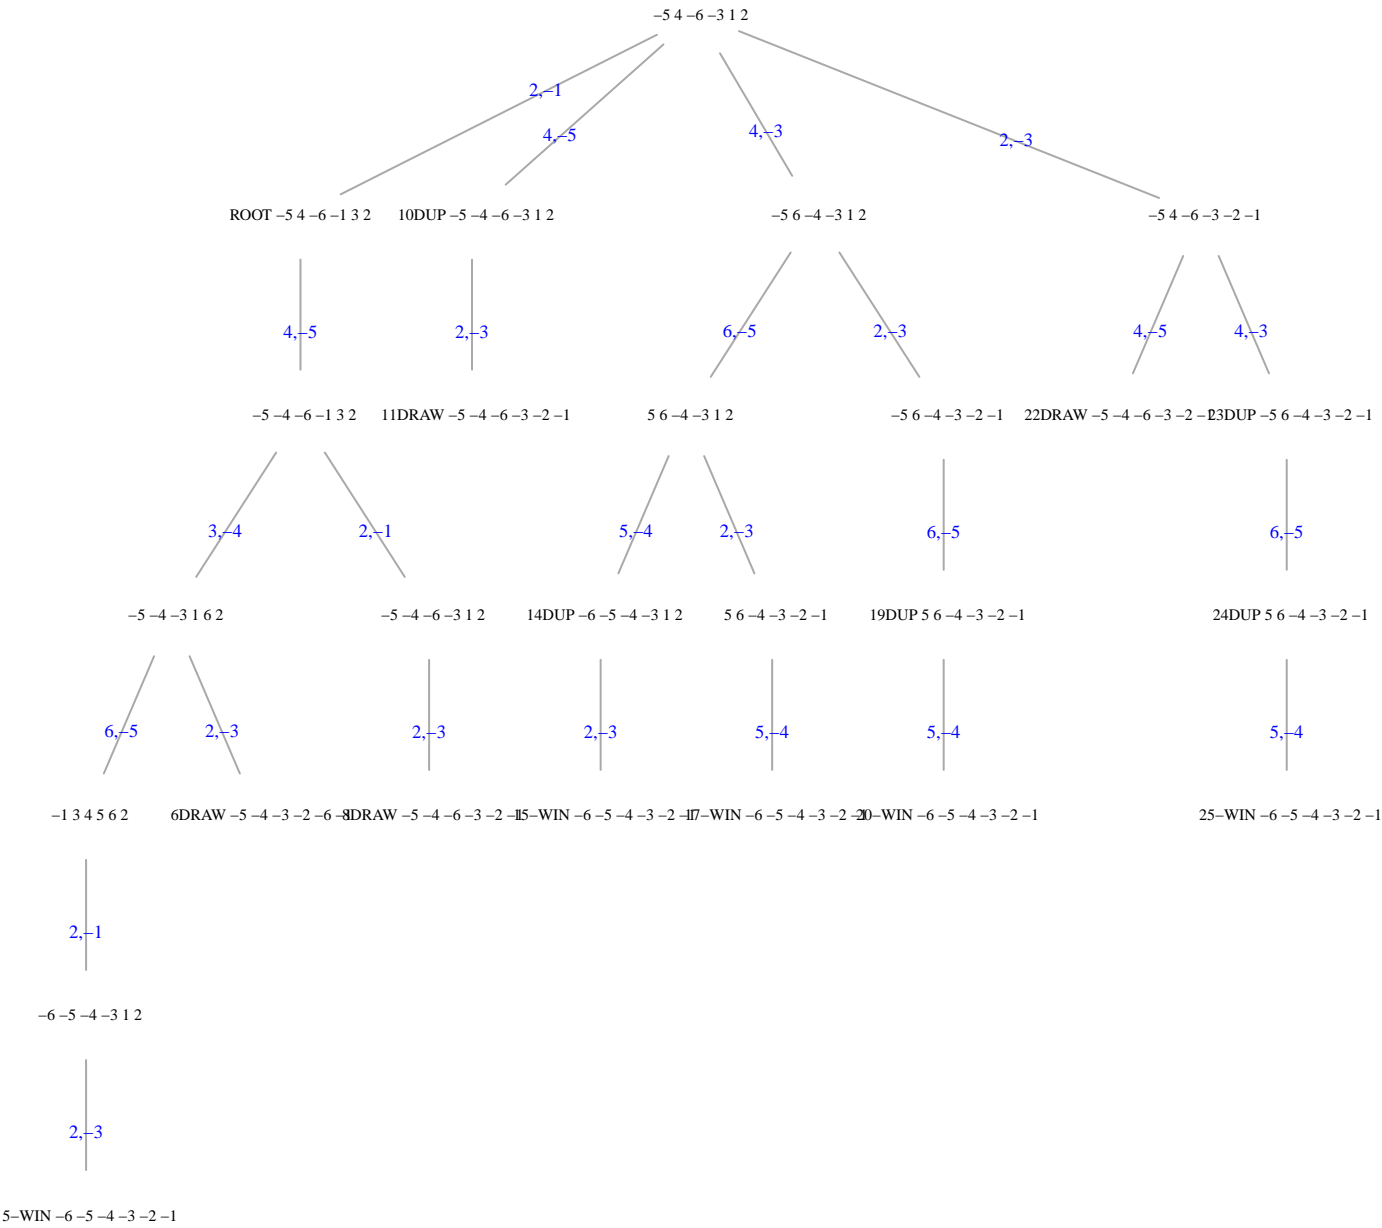 −5 4 −6 −3 1 2
2,−1
4,−5
4,−3
2,−3
ROOT −5 4 −6 −1 3 2
10DUP −5 −4 −6 −3 1 2
−5 6 −4 −3 1 2
−5 4 −6 −3 −2 −1
4,−5
2,−3
6,−5
2,−3
4,−5
4,−3
−5 −4 −6 −1 3 2
11DRAW −5 −4 −6 −3 −2 −1
5 6 −4 −3 1 2
−5 6 −4 −3 −2 −1
22DRAW −5 −4 −6 −3 −2 −1
23DUP −5 6 −4 −3 −2 −1
3,−4
2,−1
5,−4
2,−3
6,−5
6,−5
−5 −4 −3 1 6 2
−5 −4 −6 −3 1 2
14DUP −6 −5 −4 −3 1 2
5 6 −4 −3 −2 −1
19DUP 5 6 −4 −3 −2 −1
24DUP 5 6 −4 −3 −2 −1
6,−5
2,−3
2,−3
2,−3
5,−4
5,−4
5,−4
−1 3 4 5 6 2
6DRAW −5 −4 −3 −2 −6 −1
8DRAW −5 −4 −6 −3 −2 −1
15−WIN −6 −5 −4 −3 −2 −1
17−WIN −6 −5 −4 −3 −2 −1
20−WIN −6 −5 −4 −3 −2 −1
25−WIN −6 −5 −4 −3 −2 −1
2,−1
−6 −5 −4 −3 1 2
2,−3
5−WIN −6 −5 −4 −3 −2 −1